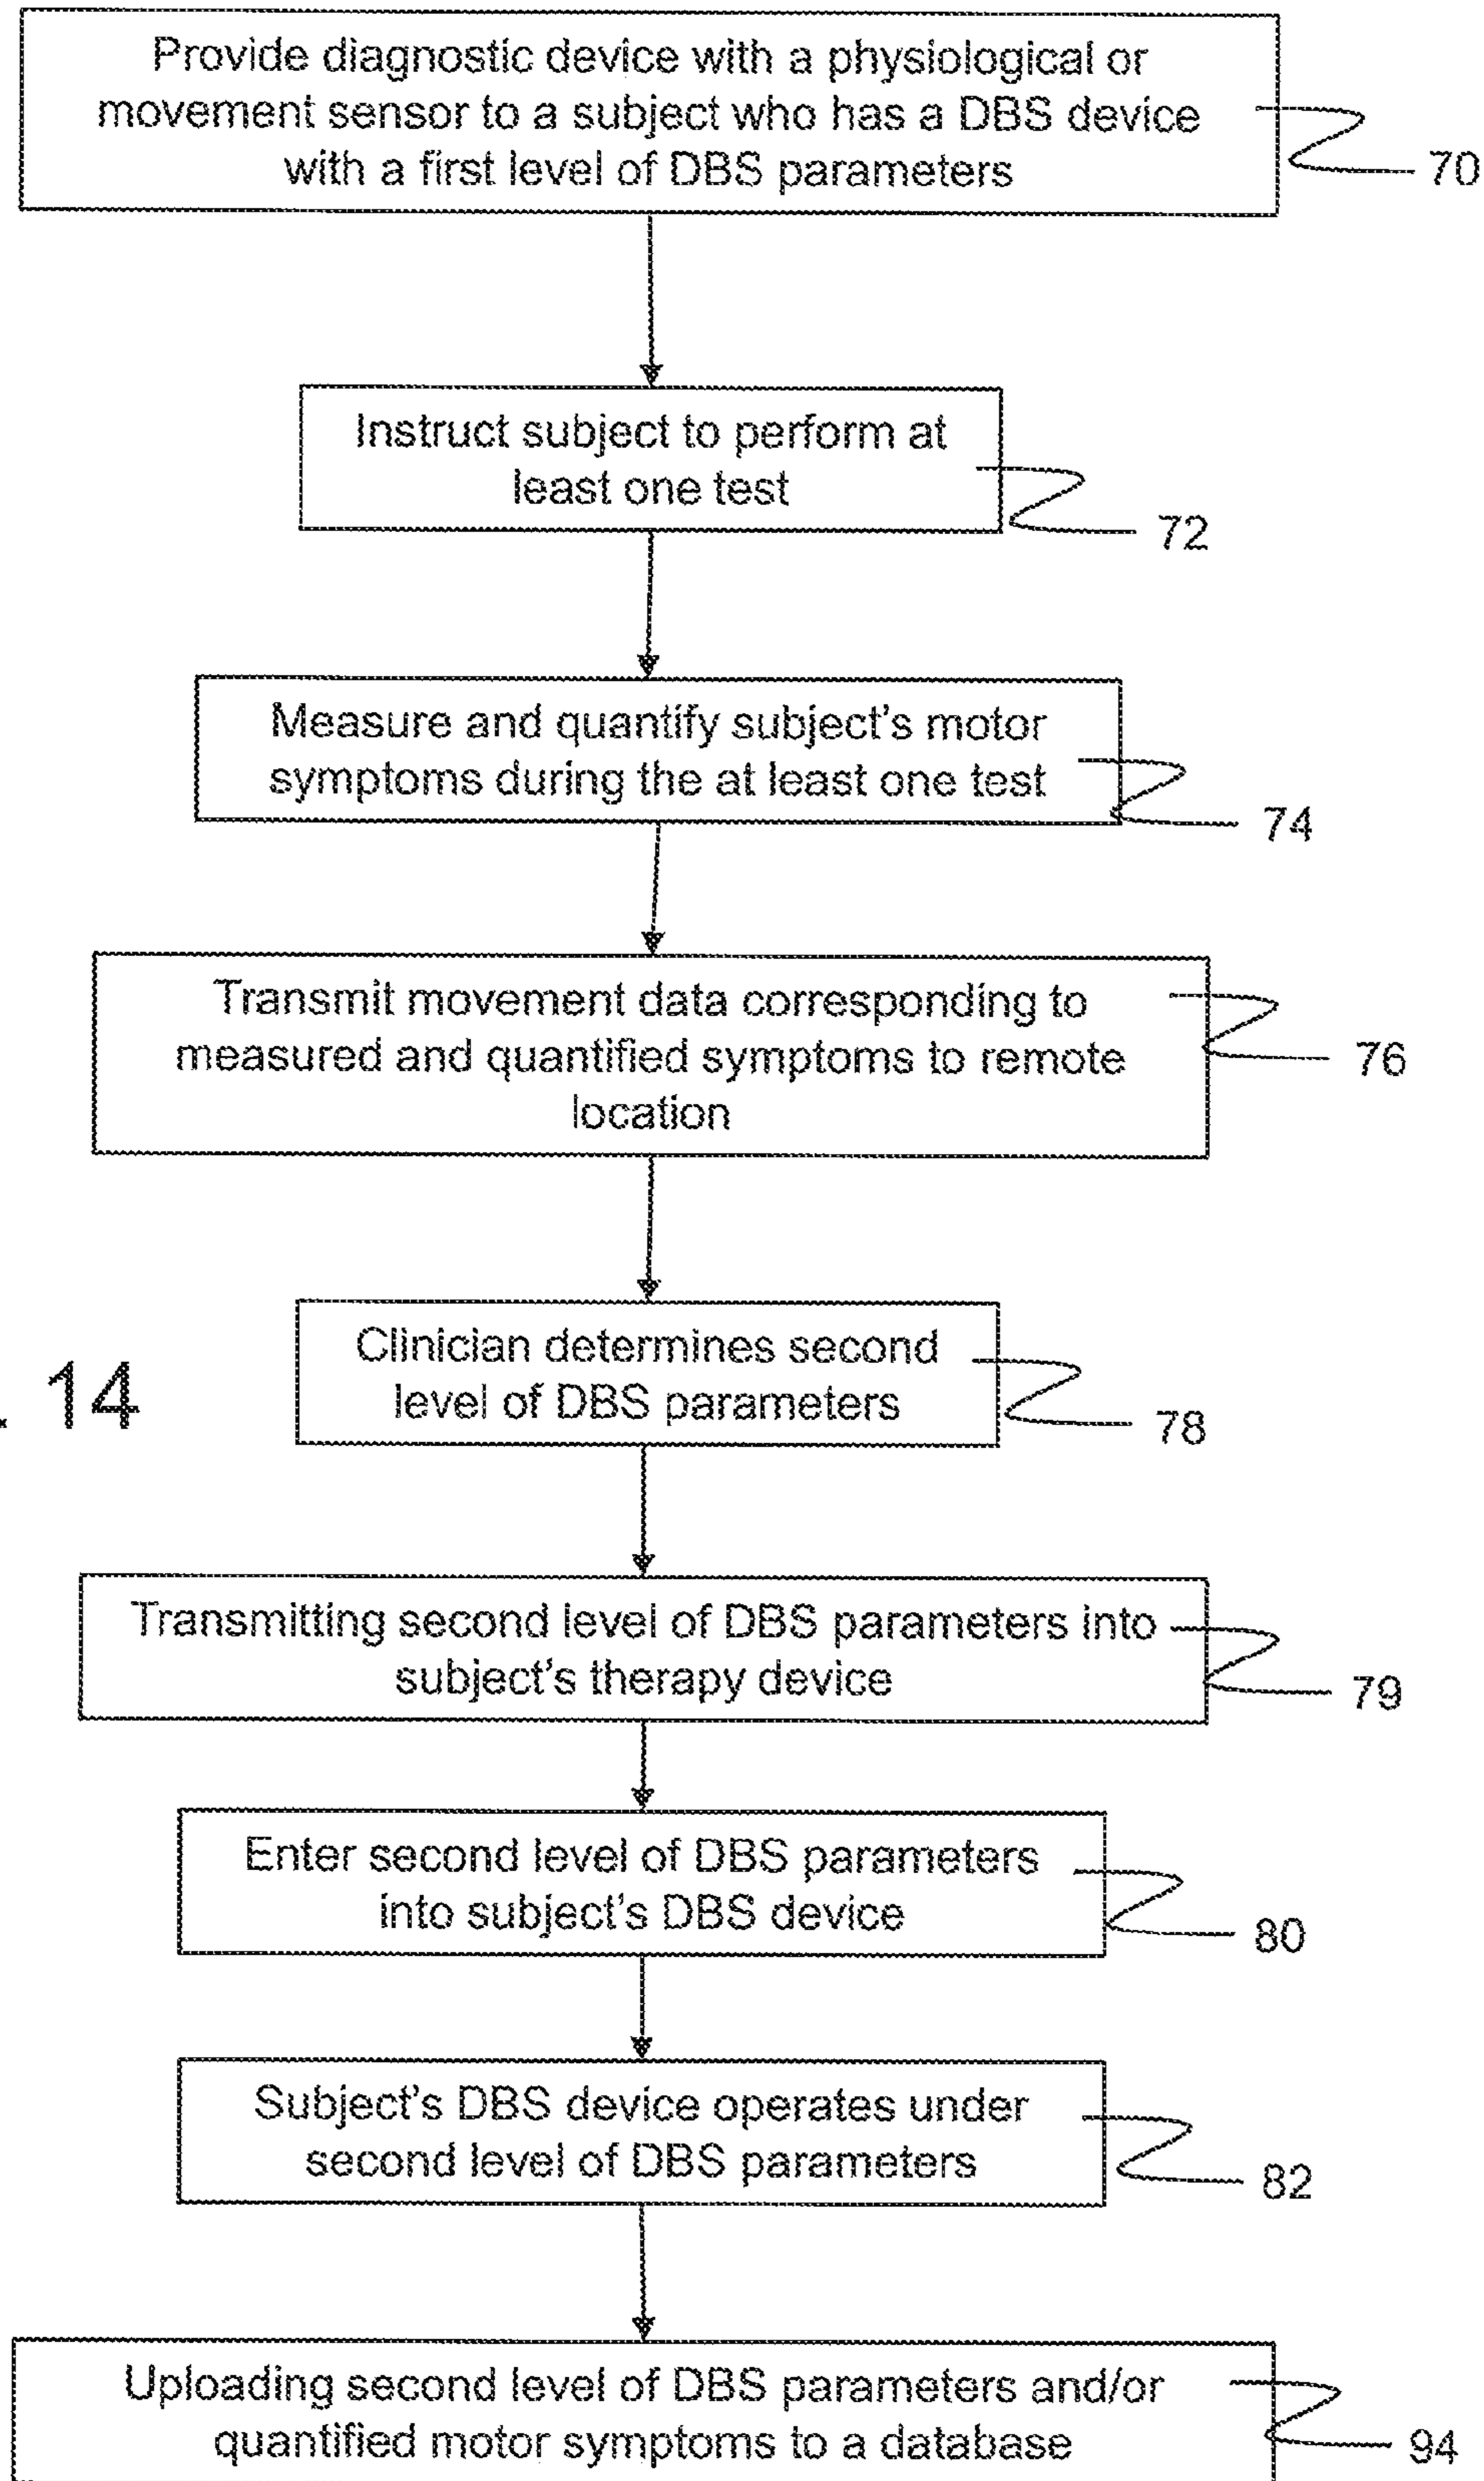 Provide diagnostic device with a physiological or
movement sensor to a subject who has a DBS device
with a first level of DBS parameters
70
Instruct subject to perform at
least one test
72
Measure and quantify subject's motor
symptoms during the at least one test
74
Transmit movement data corresponding to
measured and quantified symptoms to remote
location
76
Clinician determines second
level of DBS parameters
78
. 14
Transmitting second level of DBS parameters into
subject's therapy device
79
Enter second level of DBS parameters
into subject's DBS device
80
Subject's DBS device operates under
second level of DBS parameters
82
Uploading second level of DBS parameters and/or
quantified motor symptoms to a database
94